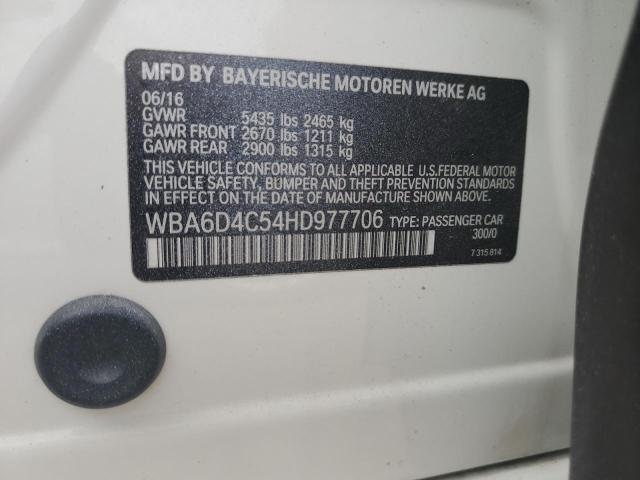 MFD BY BAYERISCHE MOTOREN WERKE AG
06/16
GVWR 5435 lbs 2465 kg
GAWR FRONT 2670 lbs 1211 kg
GAWR REAR 2900 lbs 1315 kg
THIS VEHICLE CONFORMS TO ALL APPLICABLE U.S.FEDERAL MOTOR
VEHICLE SAFETY, BUMPER AND THEFT PREVENTION STANDARDS
IN EFFECT ON THE DATE OF MANUFACTURE SHOWN ABOVE.
WBA6D4C54HD977706 TYPE: PASSENGER CAR
300/0
7 315 814